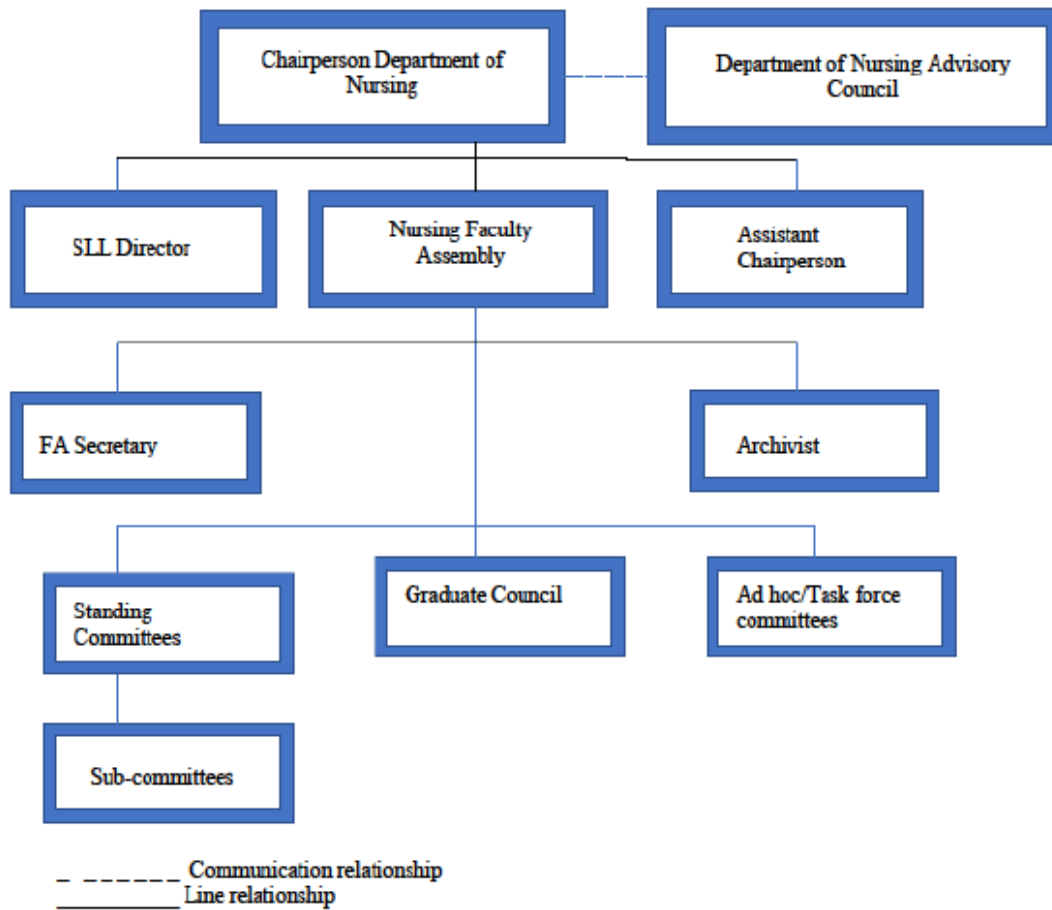 Chairperson Department of
Nursing
Department of Nursing Advisory
Council
SLL Director
Nursing Faculty
Assembly
Assistant
Chairperson
FA Secretary
Archivist
Standing
Committees
Graduate Council
Ad hoc/Task force
committees
Sub-committees
_ _ _ _ _ _ _ Communication relationship
____________ Line relationship